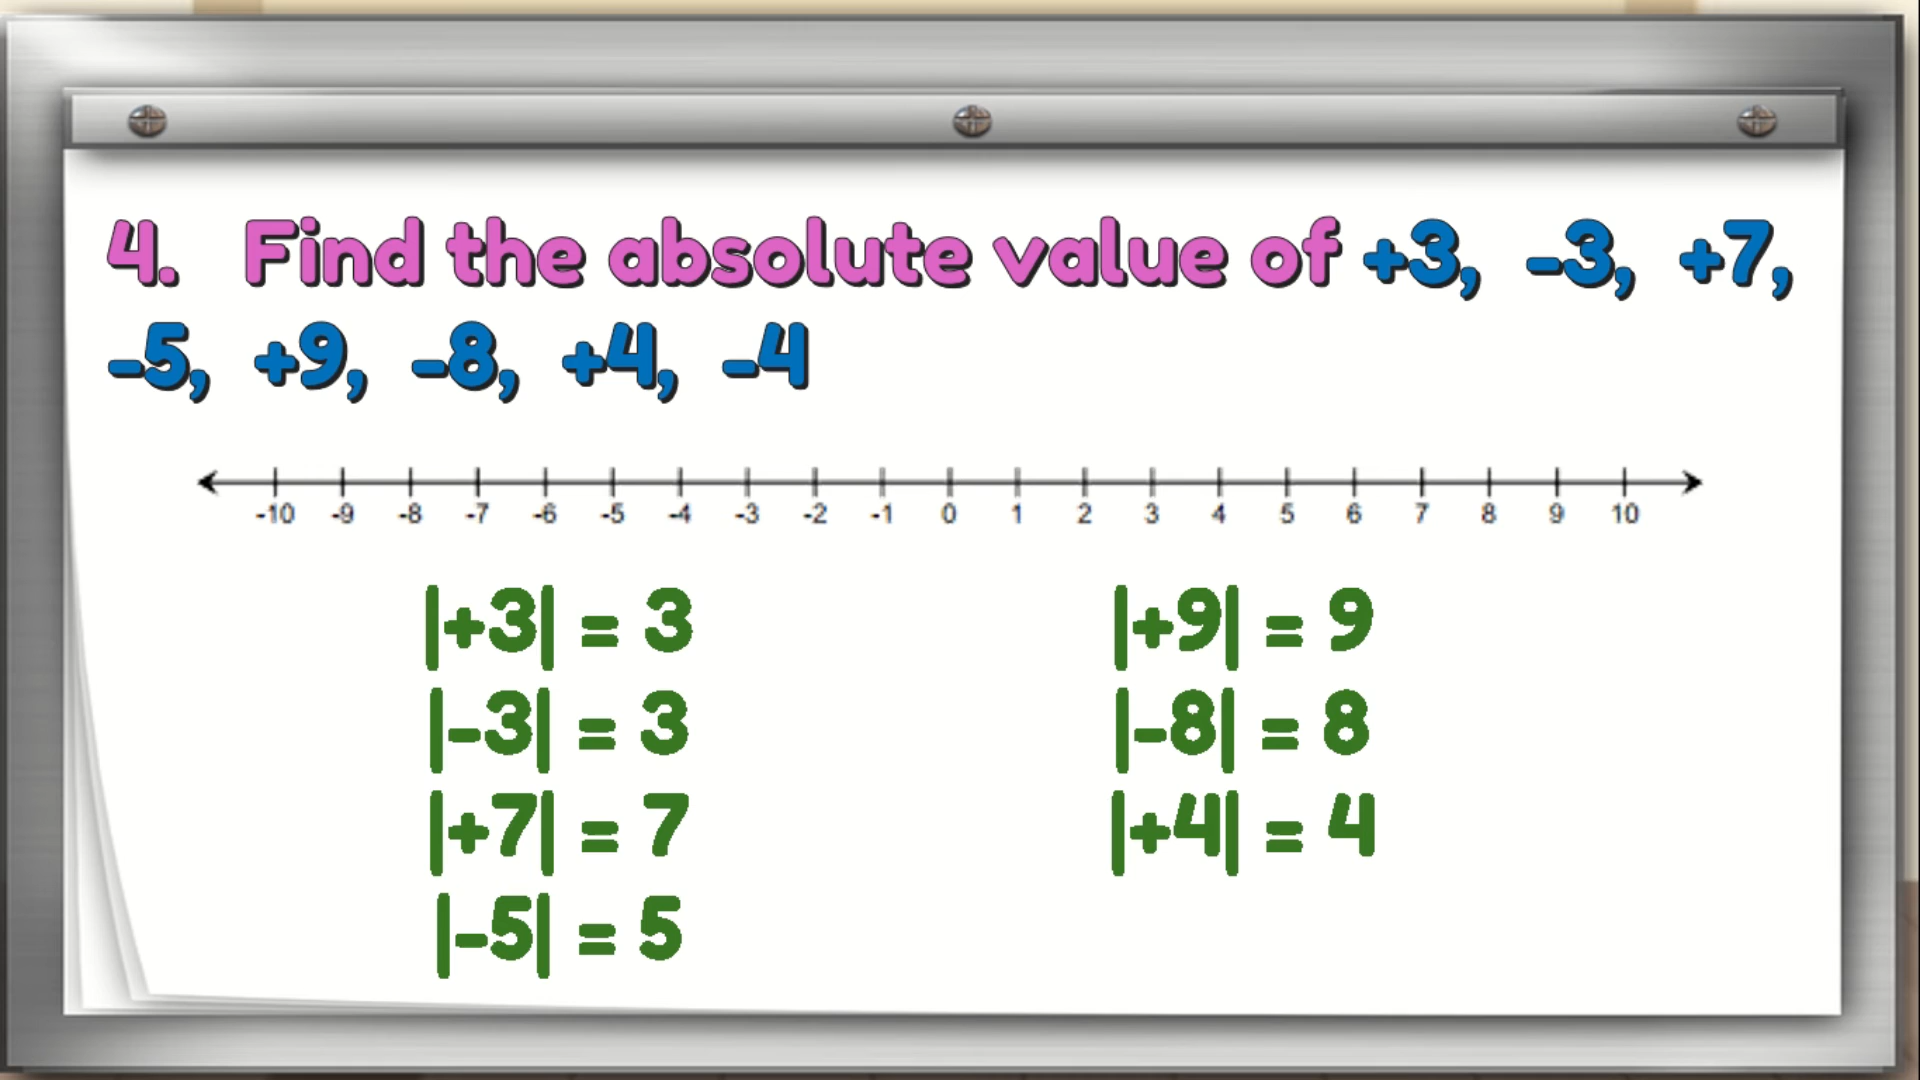 4. Find the absolute value of +3, -3, +7,
-5, +9, -8, +4, -4
-10 -9 -8 -7 -6 -5 -4 -3 -2 -1 0 1 2 3 4 5 6 7 8 9 10
|+3| = 3
|-3| = 3
|+7| = 7
|-5| = 5
|+9| = 9
|-8| = 8
|+4| = 4